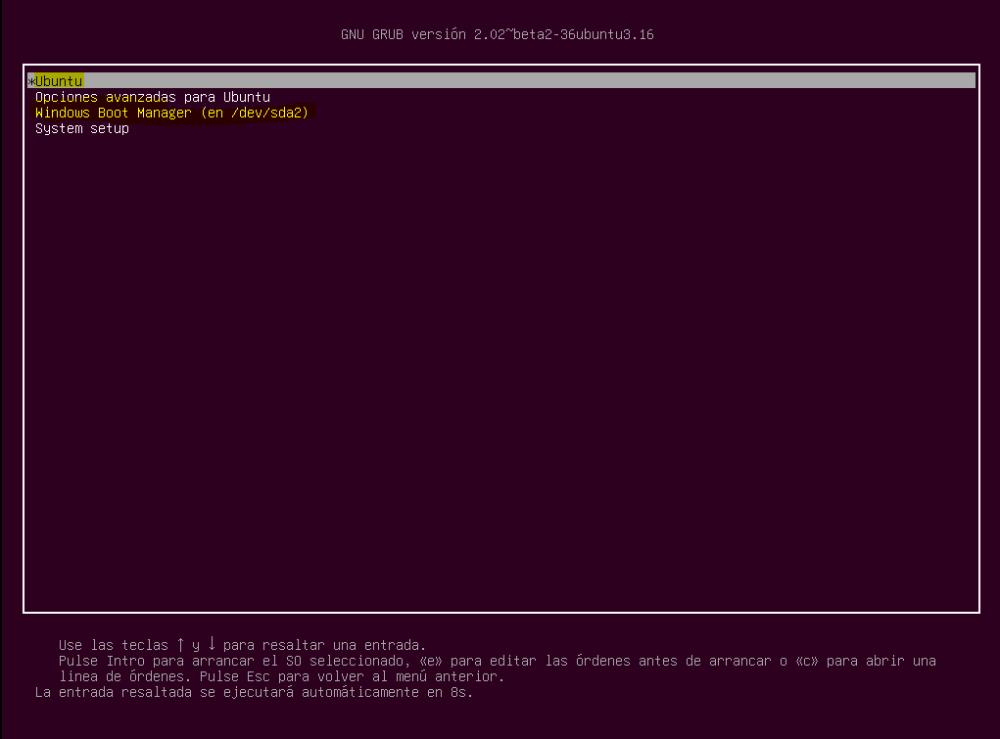 GNU GRUB versión 2.02~beta2-36ubuntu3.16
*Ubuntu
Opciones avanzadas para Ubuntu
Windows Boot Manager (en /dev/sda2)
System setup
Use las teclas ↑ y ↓ para resaltar una entrada.
Pulse Intro para arrancar el SO seleccionado, «e» para editar las órdenes antes de arrancar o «c» para abrir una
línea de órdenes. Pulse Esc para volver al menú anterior.
La entrada resaltada se ejecutará automáticamente en 8s.